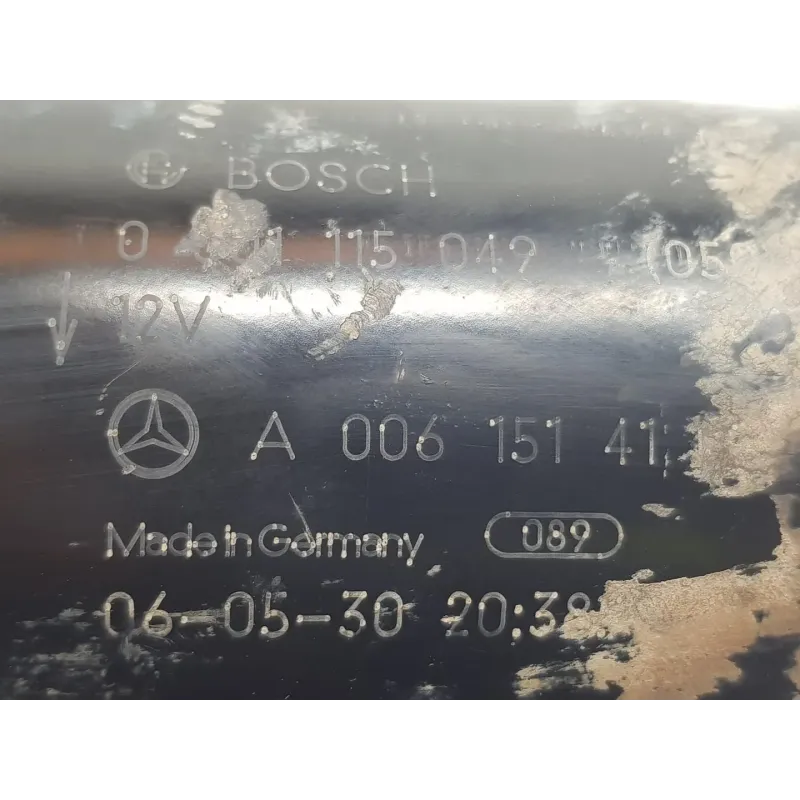 BOSCH
0 115 049 (05
12V
A 006 151 41
Made in Germany 089
06-05-30 20:38